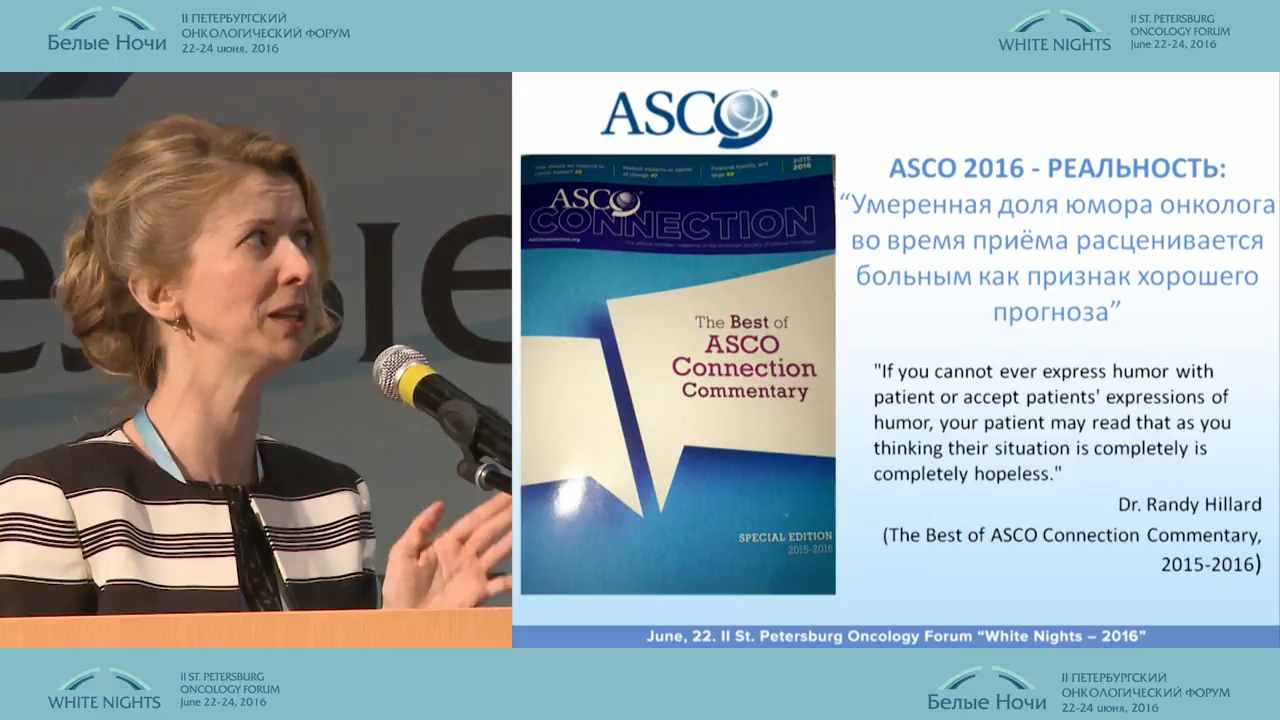 II ПЕТЕРБУРГСКИЙ
ОНКОЛОГИЧЕСКИЙ ФОРУМ
22-24 июня, 2016
Белые Ночи
II ST. PETERSBURG
ONCOLOGY FORUM
June 22-24, 2016
WHITE NIGHTS
ASCO®
2015
2016
ASCO
CONNECTION
The Best of
ASCO
Connection
Commentary
SPECIAL EDITION
2015-2016
ASCO 2016 - РЕАЛЬНОСТЬ:
“Умеренная доля юмора онколога
во время приёма расценивается
больным как признак хорошего
прогноза”
"If you cannot ever express humor with
patient or accept patients' expressions of
humor, your patient may read that as you
thinking their situation is completely is
completely hopeless."
Dr. Randy Hillard
(The Best of ASCO Connection Commentary,
2015-2016)
June, 22. II St. Petersburg Oncology Forum “White Nights – 2016”
II ST. PETERSBURG
ONCOLOGY FORUM
June 22-24, 2016
WHITE NIGHTS
II ПЕТЕРБУРГСКИЙ
ОНКОЛОГИЧЕСКИЙ ФОРУМ
22-24 июня, 2016
Белые Ночи